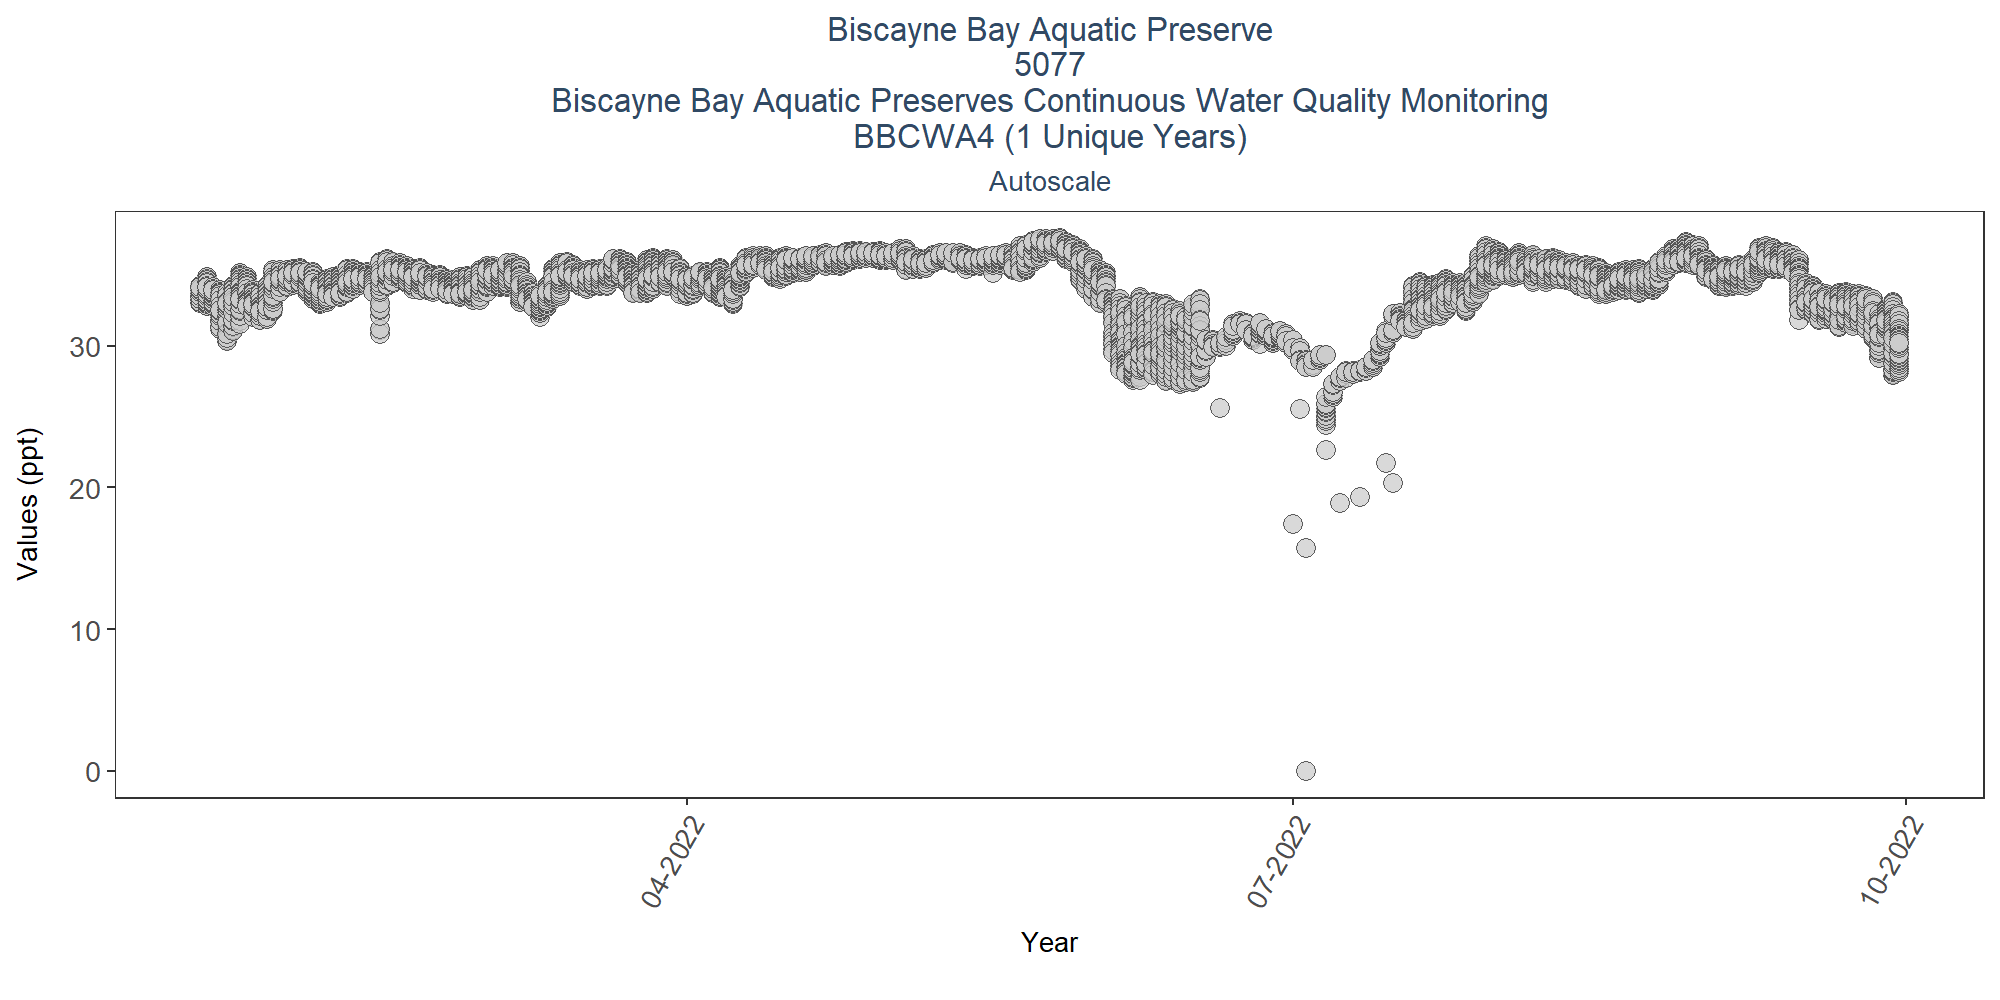 Biscayne Bay Aquatic Preserve
5077
Biscayne Bay Aquatic Preserves Continuous Water Quality Monitoring
BBCWA4 (1 Unique Years)
Autoscale
Values (ppt)
30
20
10
0
04-2022
07-2022
10-2022
Year